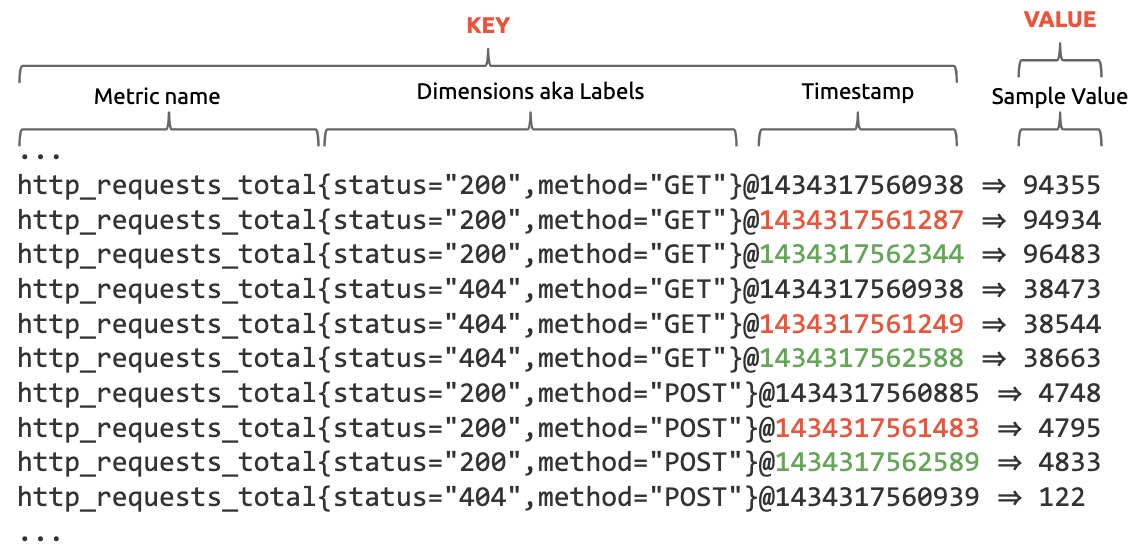 KEY VALUE
Metric name Dimensions aka Labels Timestamp Sample Value
...
http_requests_total{status="200",method="GET"}@1434317560938 ⇒ 94355
http_requests_total{status="200",method="GET"}@1434317561287 ⇒ 94934
http_requests_total{status="200",method="GET"}@1434317562344 ⇒ 96483
http_requests_total{status="404",method="GET"}@1434317560938 ⇒ 38473
http_requests_total{status="404",method="GET"}@1434317561249 ⇒ 38544
http_requests_total{status="404",method="GET"}@1434317562588 ⇒ 38663
http_requests_total{status="200",method="POST"}@1434317560885 ⇒ 4748
http_requests_total{status="200",method="POST"}@1434317561483 ⇒ 4795
http_requests_total{status="200",method="POST"}@1434317562589 ⇒ 4833
http_requests_total{status="404",method="POST"}@1434317560939 ⇒ 122
...